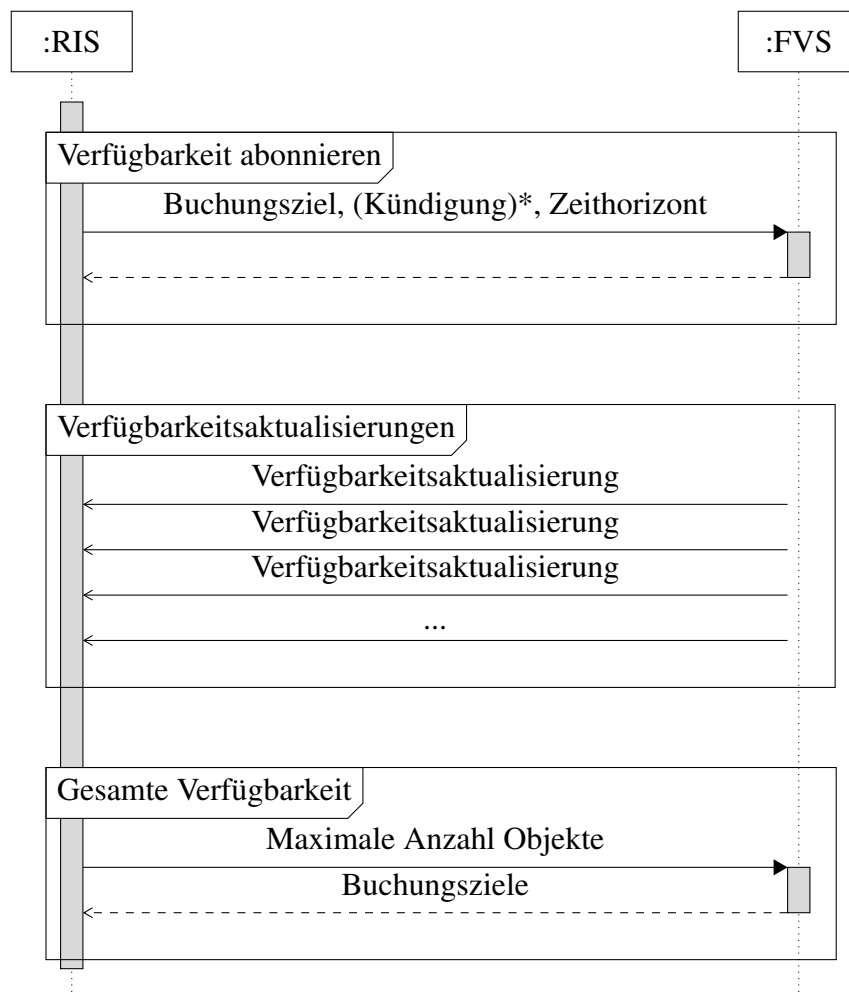 :RIS
:FVS
Verfügbarkeit abonnieren
Buchungsziel, (Kündigung)*, Zeithorizont
Verfügbarkeitsaktualisierungen
Verfügbarkeitsaktualisierung
Verfügbarkeitsaktualisierung
Verfügbarkeitsaktualisierung
...
Gesamte Verfügbarkeit
Maximale Anzahl Objekte
Buchungsziele